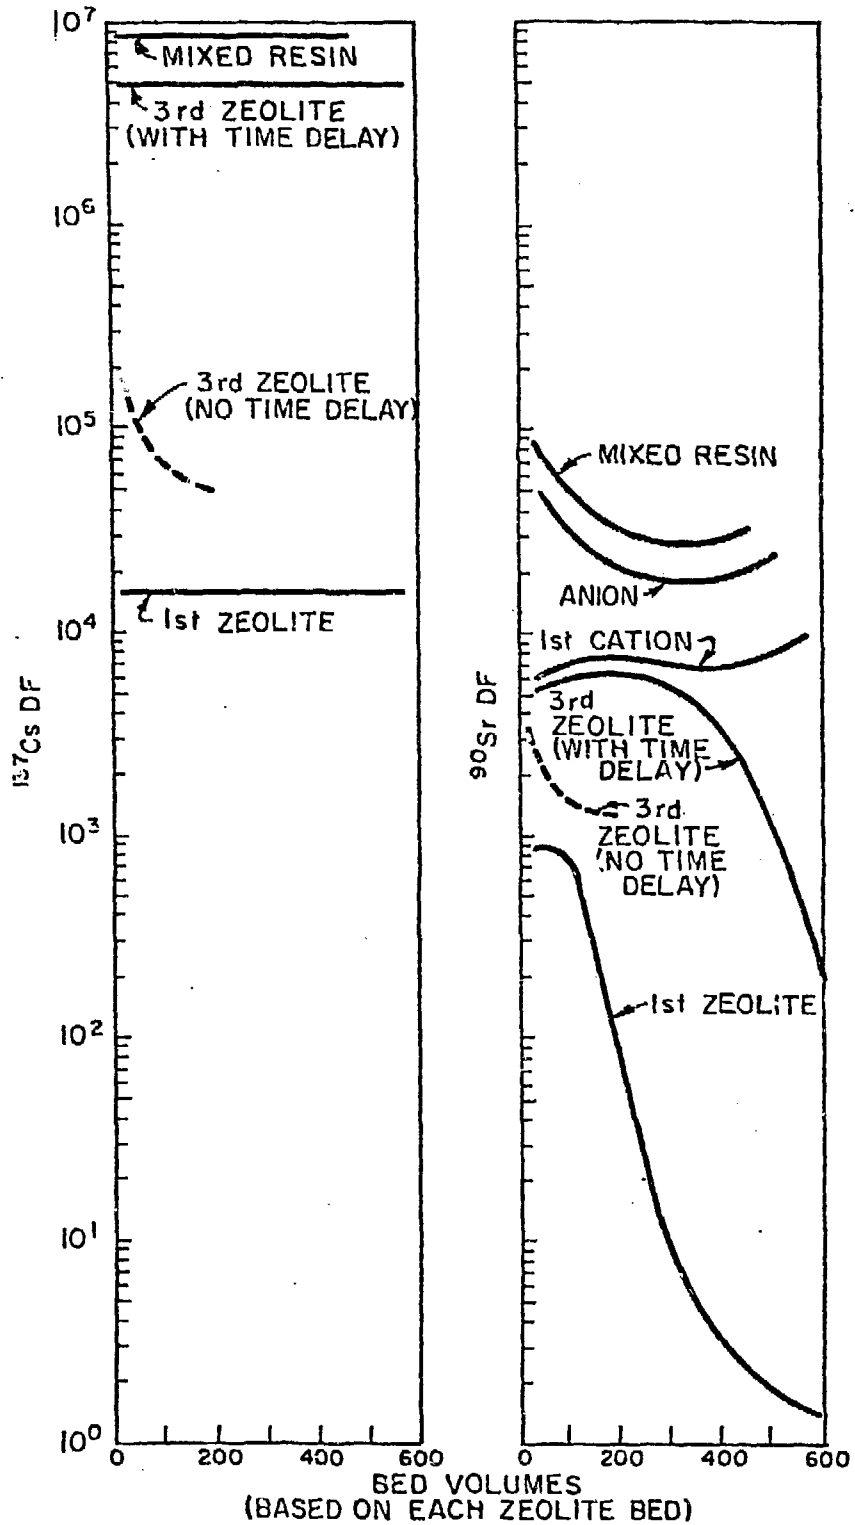 10⁷
MIXED RESIN
3rd ZEOLITE
(WITH TIME DELAY)
10⁶
3rd ZEOLITE
(NO TIME DELAY)
10⁵
1st ZEOLITE
10⁴
137Cs DF
10³
10²
10¹
10⁰
0 200 400 600
MIXED RESIN
ANION
1st CATION
90Sr DF
3rd
ZEOLITE
(WITH TIME
DELAY)
3rd
ZEOLITE
(NO TIME
DELAY)
1st ZEOLITE
0 200 400 600
BED VOLUMES
(BASED ON EACH ZEOLITE BED)